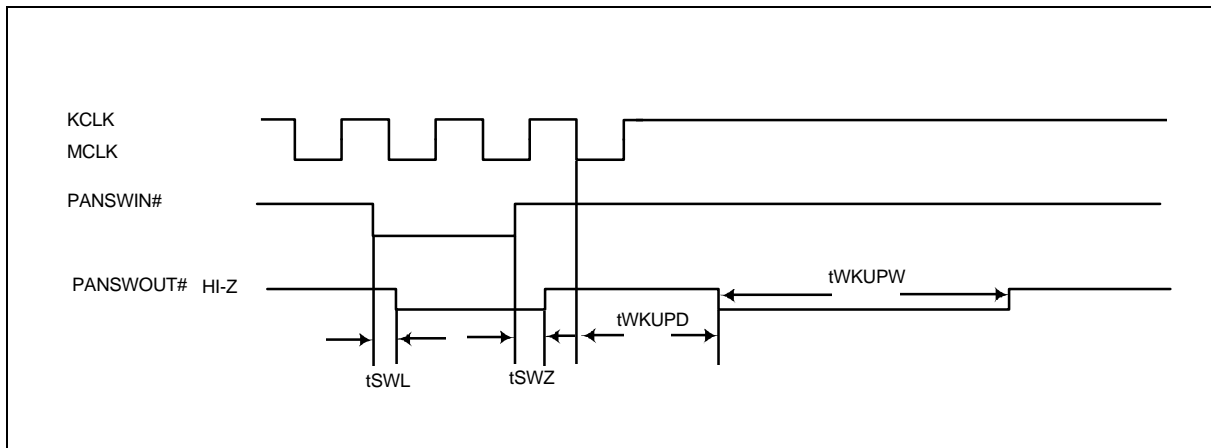 KCLK
MCLK
PANSWIN#
PANSWOUT# HI-Z
tWKUPW
tWKUPD
tSWL
tSWZ